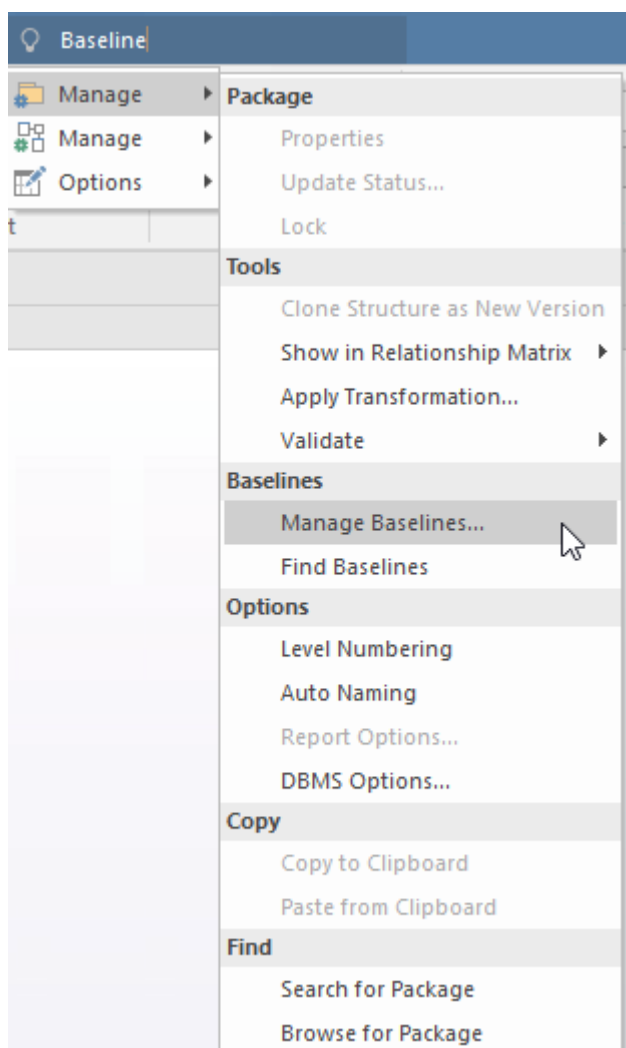 Baseline
Manage
Manage
Options
t
Package
Properties
Update Status...
Lock
Tools
Clone Structure as New Version
Show in Relationship Matrix
Apply Transformation...
Validate
Baselines
Manage Baselines...
Find Baselines
Options
Level Numbering
Auto Naming
Report Options...
DBMS Options...
Copy
Copy to Clipboard
Paste from Clipboard
Find
Search for Package
Browse for Package